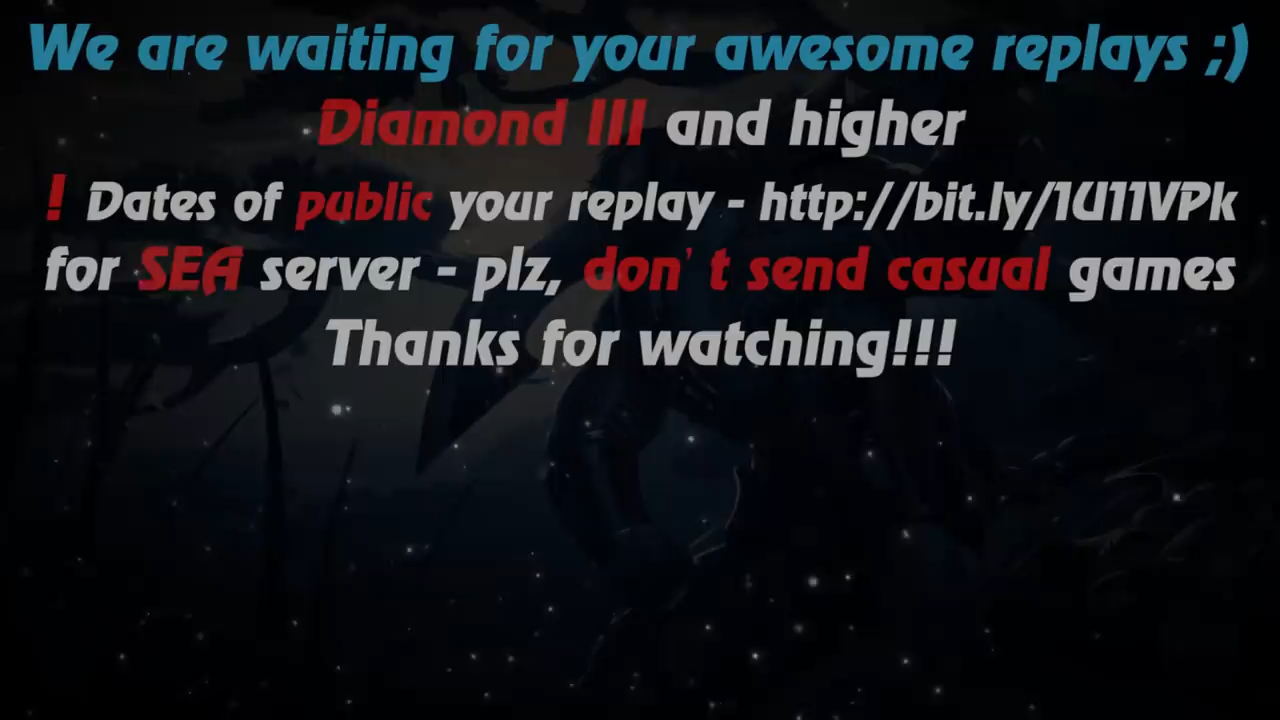 We are waiting for your awesome replays ;)
Diamond III and higher
! Dates of public your replay - http://bit.ly/1U11VPk
for SEA server - plz, don't send casual games
Thanks for watching!!!